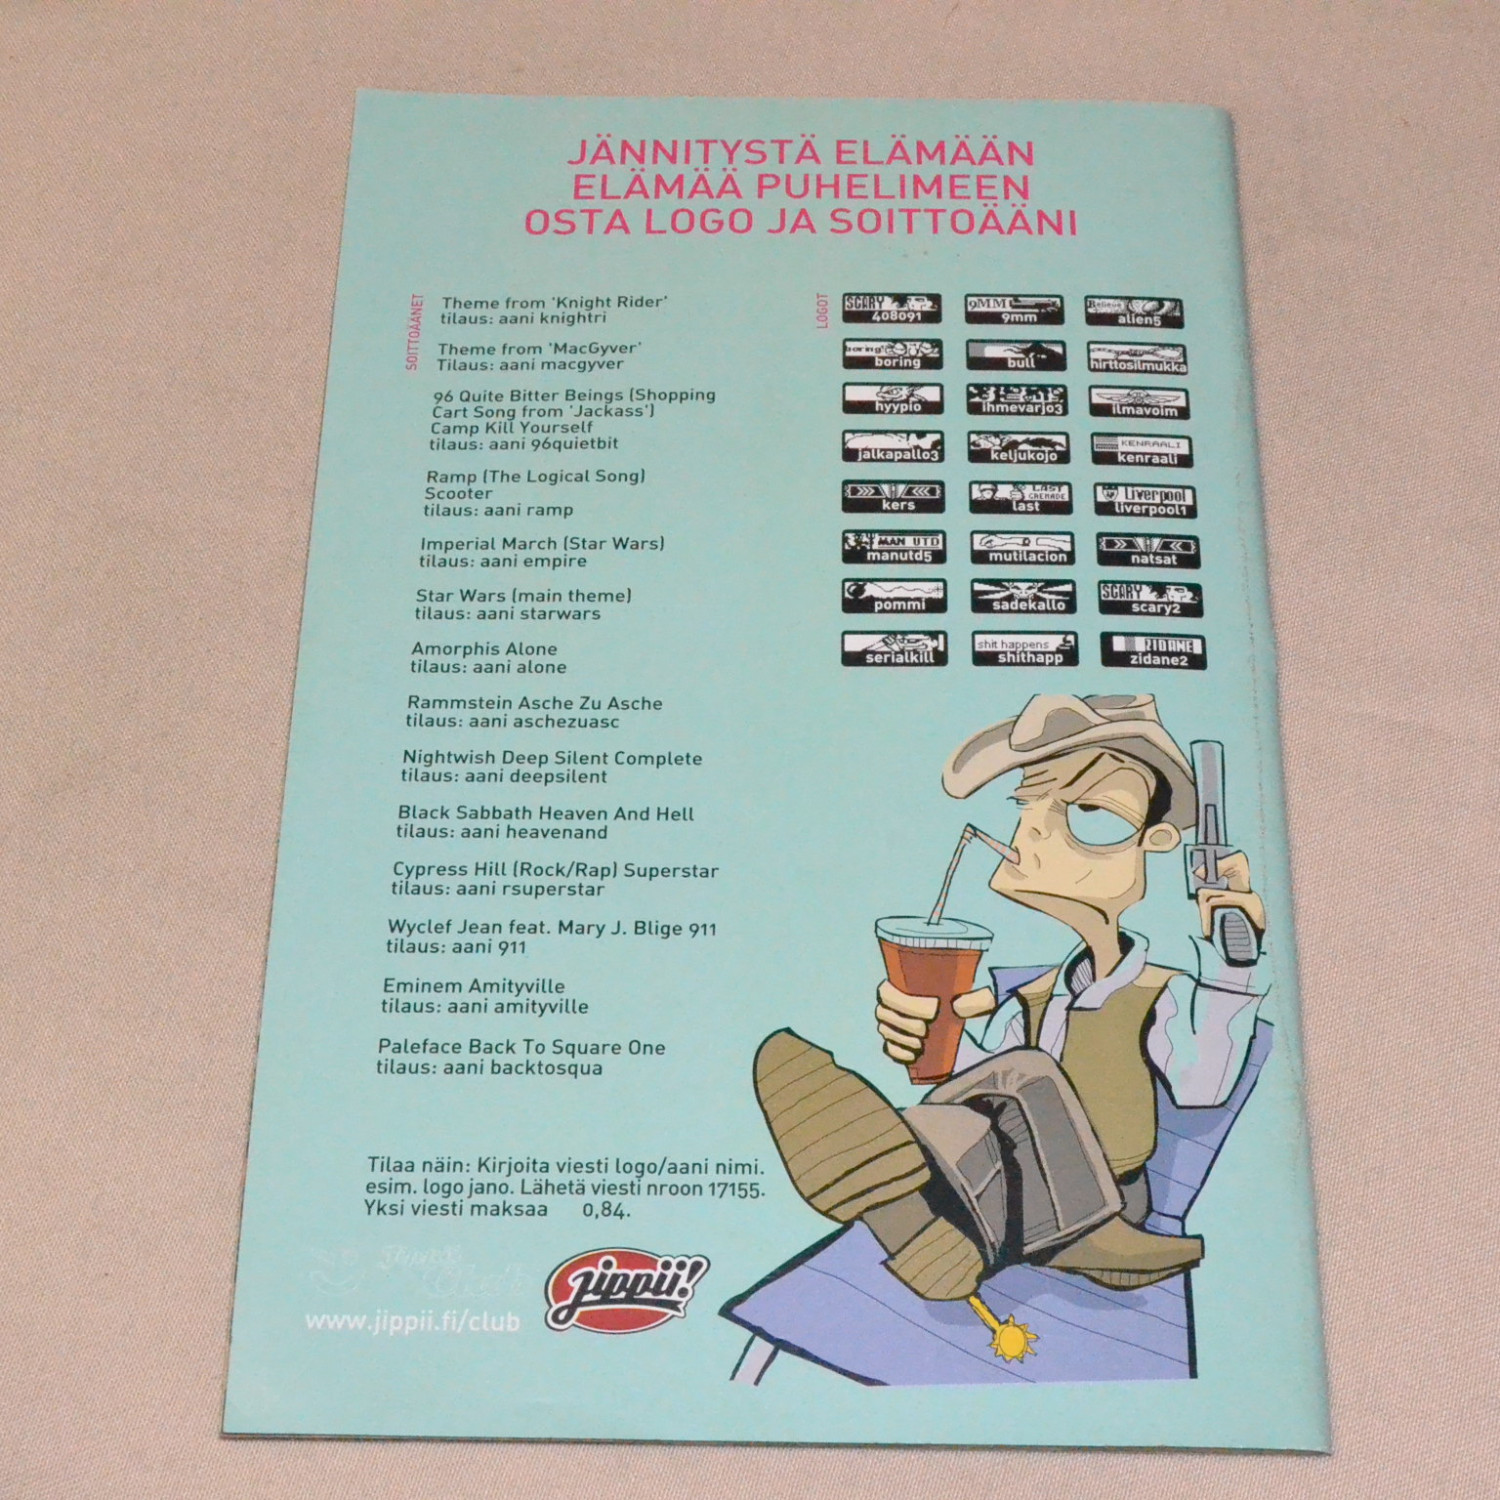 JÄNNITYSTÄ ELÄMÄÄN
ELÄMÄÄ PUHELIMEEN
OSTA LOGO JA SOITTOÄÄNI
SOITTOÄÄNET
Theme from 'Knight Rider'
tilaus: aani knightri
Theme from 'MacGyver'
Tilaus: aani macgyver
96 Quite Bitter Beings (Shopping
Cart Song from 'Jackass')
Camp Kill Yourself
tilaus: aani 96quietbit
Ramp (The Logical Song)
Scooter
tilaus: aani ramp
Imperial March (Star Wars)
tilaus: aani empire
Star Wars (main theme)
tilaus: aani starwars
Amorphis Alone
tilaus: aani alone
Rammstein Asche Zu Asche
tilaus: aani aschezuasc
Nightwish Deep Silent Complete
tilaus: aani deepsilent
Black Sabbath Heaven And Hell
tilaus: aani heavenand
Cypress Hill (Rock/Rap) Superstar
tilaus: aani rsuperstar
Wyclef Jean feat. Mary J. Blige 911
tilaus: aani 911
Eminem Amityville
tilaus: aani amityville
Paleface Back To Square One
tilaus: aani backtosqua
LOGOT
SCARY 9MM
408091 9mm alien5
boring
boring bull hirttosilmukka
hyypio ihmevarjo3 ilmavoim
KENRAALI
jalkapallo3 keljukojo kenraali
LAST GRENADE Liverpool
kers last liverpool1
MAN UTD
manutd5 mutilacion natsat
SCARY
pommi sadekallo scary2
shit happens ZIDANE
serialkill shithapp zidane2
Tilaa näin: Kirjoita viesti logo/aani nimi.
esim. logo jano. Lähetä viesti nroon 17155.
Yksi viesti maksaa 0,84.
www.jippii.fi/club
jippii!